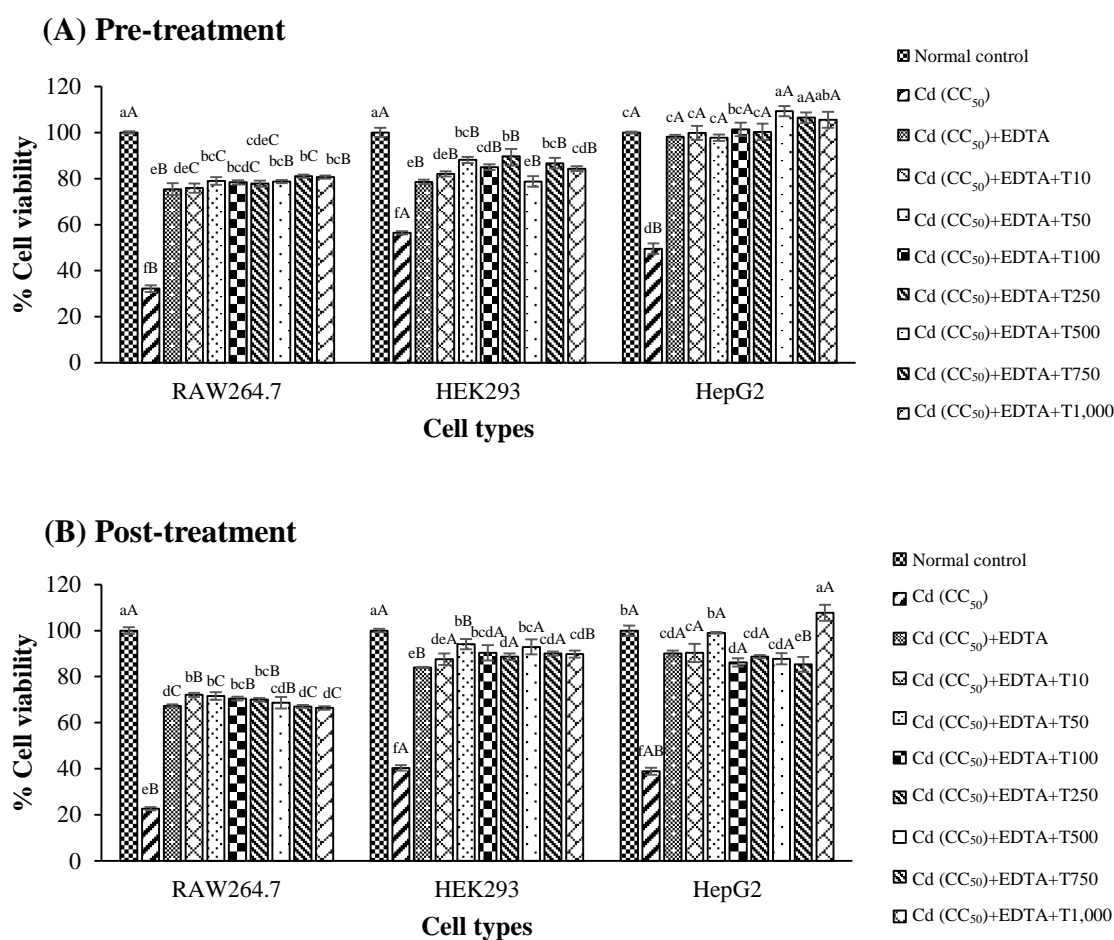 (A) Pre-treatment
% Cell viability
120
100
80
60
40
20
0
aA fB eB deC bcC bcdC cdeC bcB bC bcB
aA fA eB deB bcB cdB bB eB bcB cdB
cA dB cA cA cA bcA cA aA aA abA
RAW264.7 HEK293 HepG2
Cell types
Normal control
Cd (CC50)
Cd (CC50)+EDTA
Cd (CC50)+EDTA+T10
Cd (CC50)+EDTA+T50
Cd (CC50)+EDTA+T100
Cd (CC50)+EDTA+T250
Cd (CC50)+EDTA+T500
Cd (CC50)+EDTA+T750
Cd (CC50)+EDTA+T1,000
(B) Post-treatment
% Cell viability
120
100
80
60
40
20
0
aA eB dC bB bC bcB bcB cdB dC dC
aA fA eB deA bB bcdA dA bcA cdA cdB
bA fAB cdA cA bA dA cdA cdA eB aA
RAW264.7 HEK293 HepG2
Cell types
Normal control
Cd (CC50)
Cd (CC50)+EDTA
Cd (CC50)+EDTA+T10
Cd (CC50)+EDTA+T50
Cd (CC50)+EDTA+T100
Cd (CC50)+EDTA+T250
Cd (CC50)+EDTA+T500
Cd (CC50)+EDTA+T750
Cd (CC50)+EDTA+T1,000